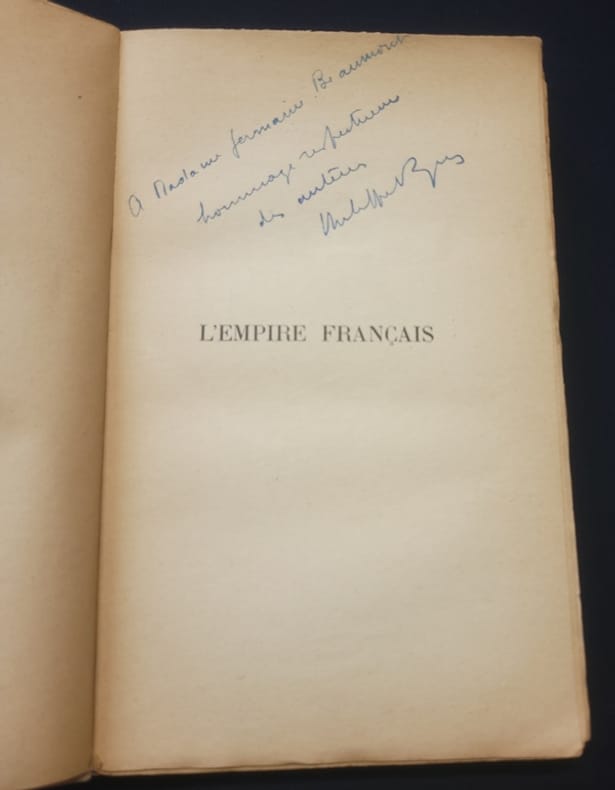 A Madame Germaine Beaumont
hommage respectueux
des auteurs
L'EMPIRE FRANÇAIS